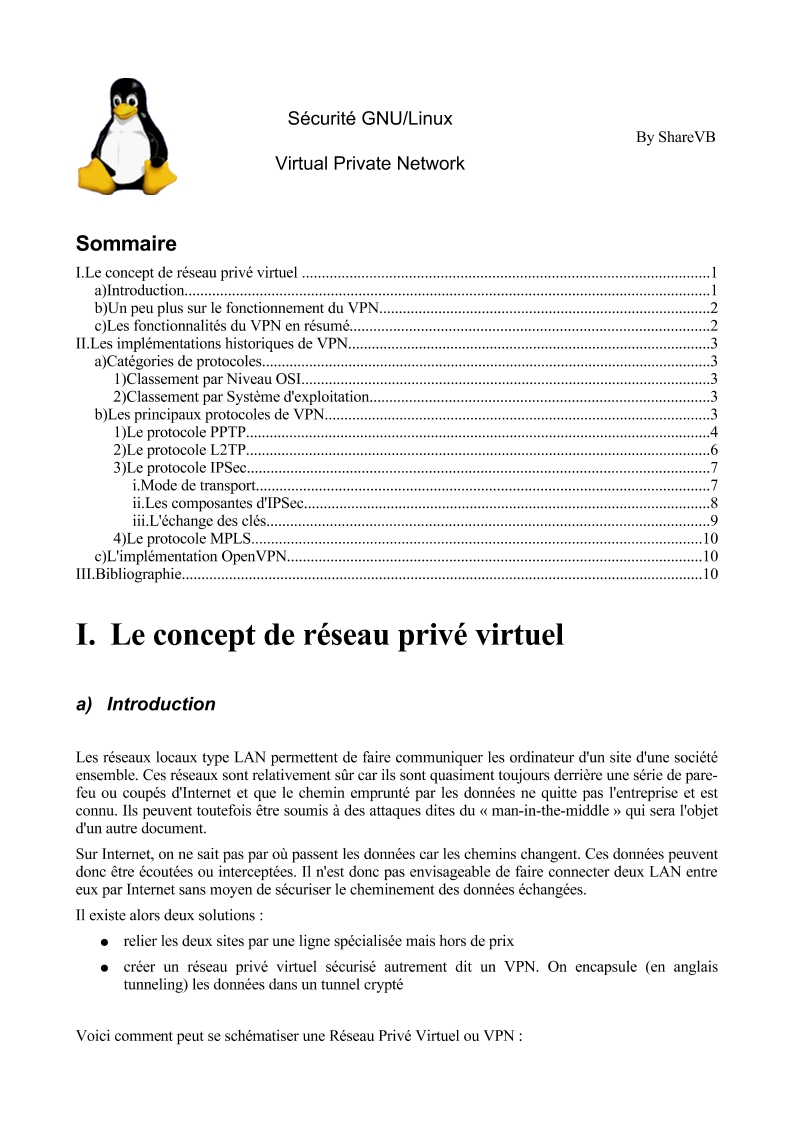 Sécurité GNU/Linux
By ShareVB
Virtual Private Network
Sommaire
I.Le concept de réseau privé virtuel ........................................................................................................1
a)Introduction......................................................................................................................................1
b)Un peu plus sur le fonctionnement du VPN....................................................................................2
c)Les fonctionnalités du VPN en résumé............................................................................................2
II.Les implémentations historiques de VPN............................................................................................3
a)Catégories de protocoles..................................................................................................................3
1)Classement par Niveau OSI........................................................................................................3
2)Classement par Système d'exploitation.......................................................................................3
b)Les principaux protocoles de VPN..................................................................................................3
1)Le protocole PPTP......................................................................................................................4
2)Le protocole L2TP......................................................................................................................6
3)Le protocole IPSec......................................................................................................................7
i.Mode de transport....................................................................................................................7
ii.Les composantes d'IPSec........................................................................................................8
iii.L'échange des clés.................................................................................................................9
4)Le protocole MPLS...................................................................................................................10
c)L'implémentation OpenVPN..........................................................................................................10
III.Bibliographie.....................................................................................................................................10
I. Le concept de réseau privé virtuel
a) Introduction
Les réseaux locaux type LAN permettent de faire communiquer les ordinateur d'un site d'une société
ensemble. Ces réseaux sont relativement sûr car ils sont quasiment toujours derrière une série de pare-
feu ou coupés d'Internet et que le chemin emprunté par les données ne quitte pas l'entreprise et est
connu. Ils peuvent toutefois être soumis à des attaques dites du « man-in-the-middle » qui sera l'objet
d'un autre document.
Sur Internet, on ne sait pas par où passent les données car les chemins changent. Ces données peuvent
donc être écoutées ou interceptées. Il n'est donc pas envisageable de faire connecter deux LAN entre
eux par Internet sans moyen de sécuriser le cheminement des données échangées.
Il existe alors deux solutions :
● relier les deux sites par une ligne spécialisée mais hors de prix
● créer un réseau privé virtuel sécurisé autrement dit un VPN. On encapsule (en anglais
tunneling) les données dans un tunnel crypté
Voici comment peut se schématiser une Réseau Privé Virtuel ou VPN :